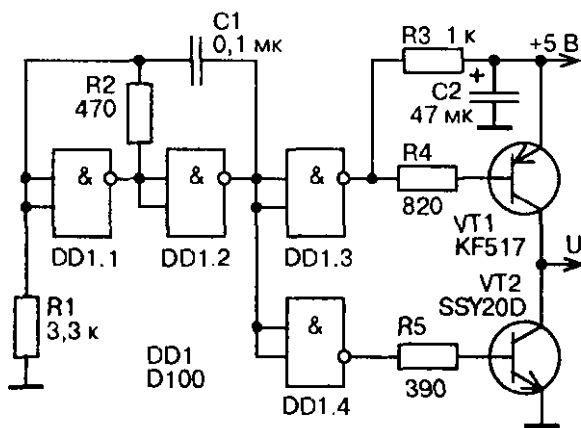 C1
0,1 мк
R3 1 к
+5 В
R2
470
+
C2
47 мк
&
&
&
R4
820
DD1.1
DD1.2
DD1.3
VT1
KF517
U
R1
3,3 к
&
VT2
SSY20D
DD1
D100
R5
390
DD1.4